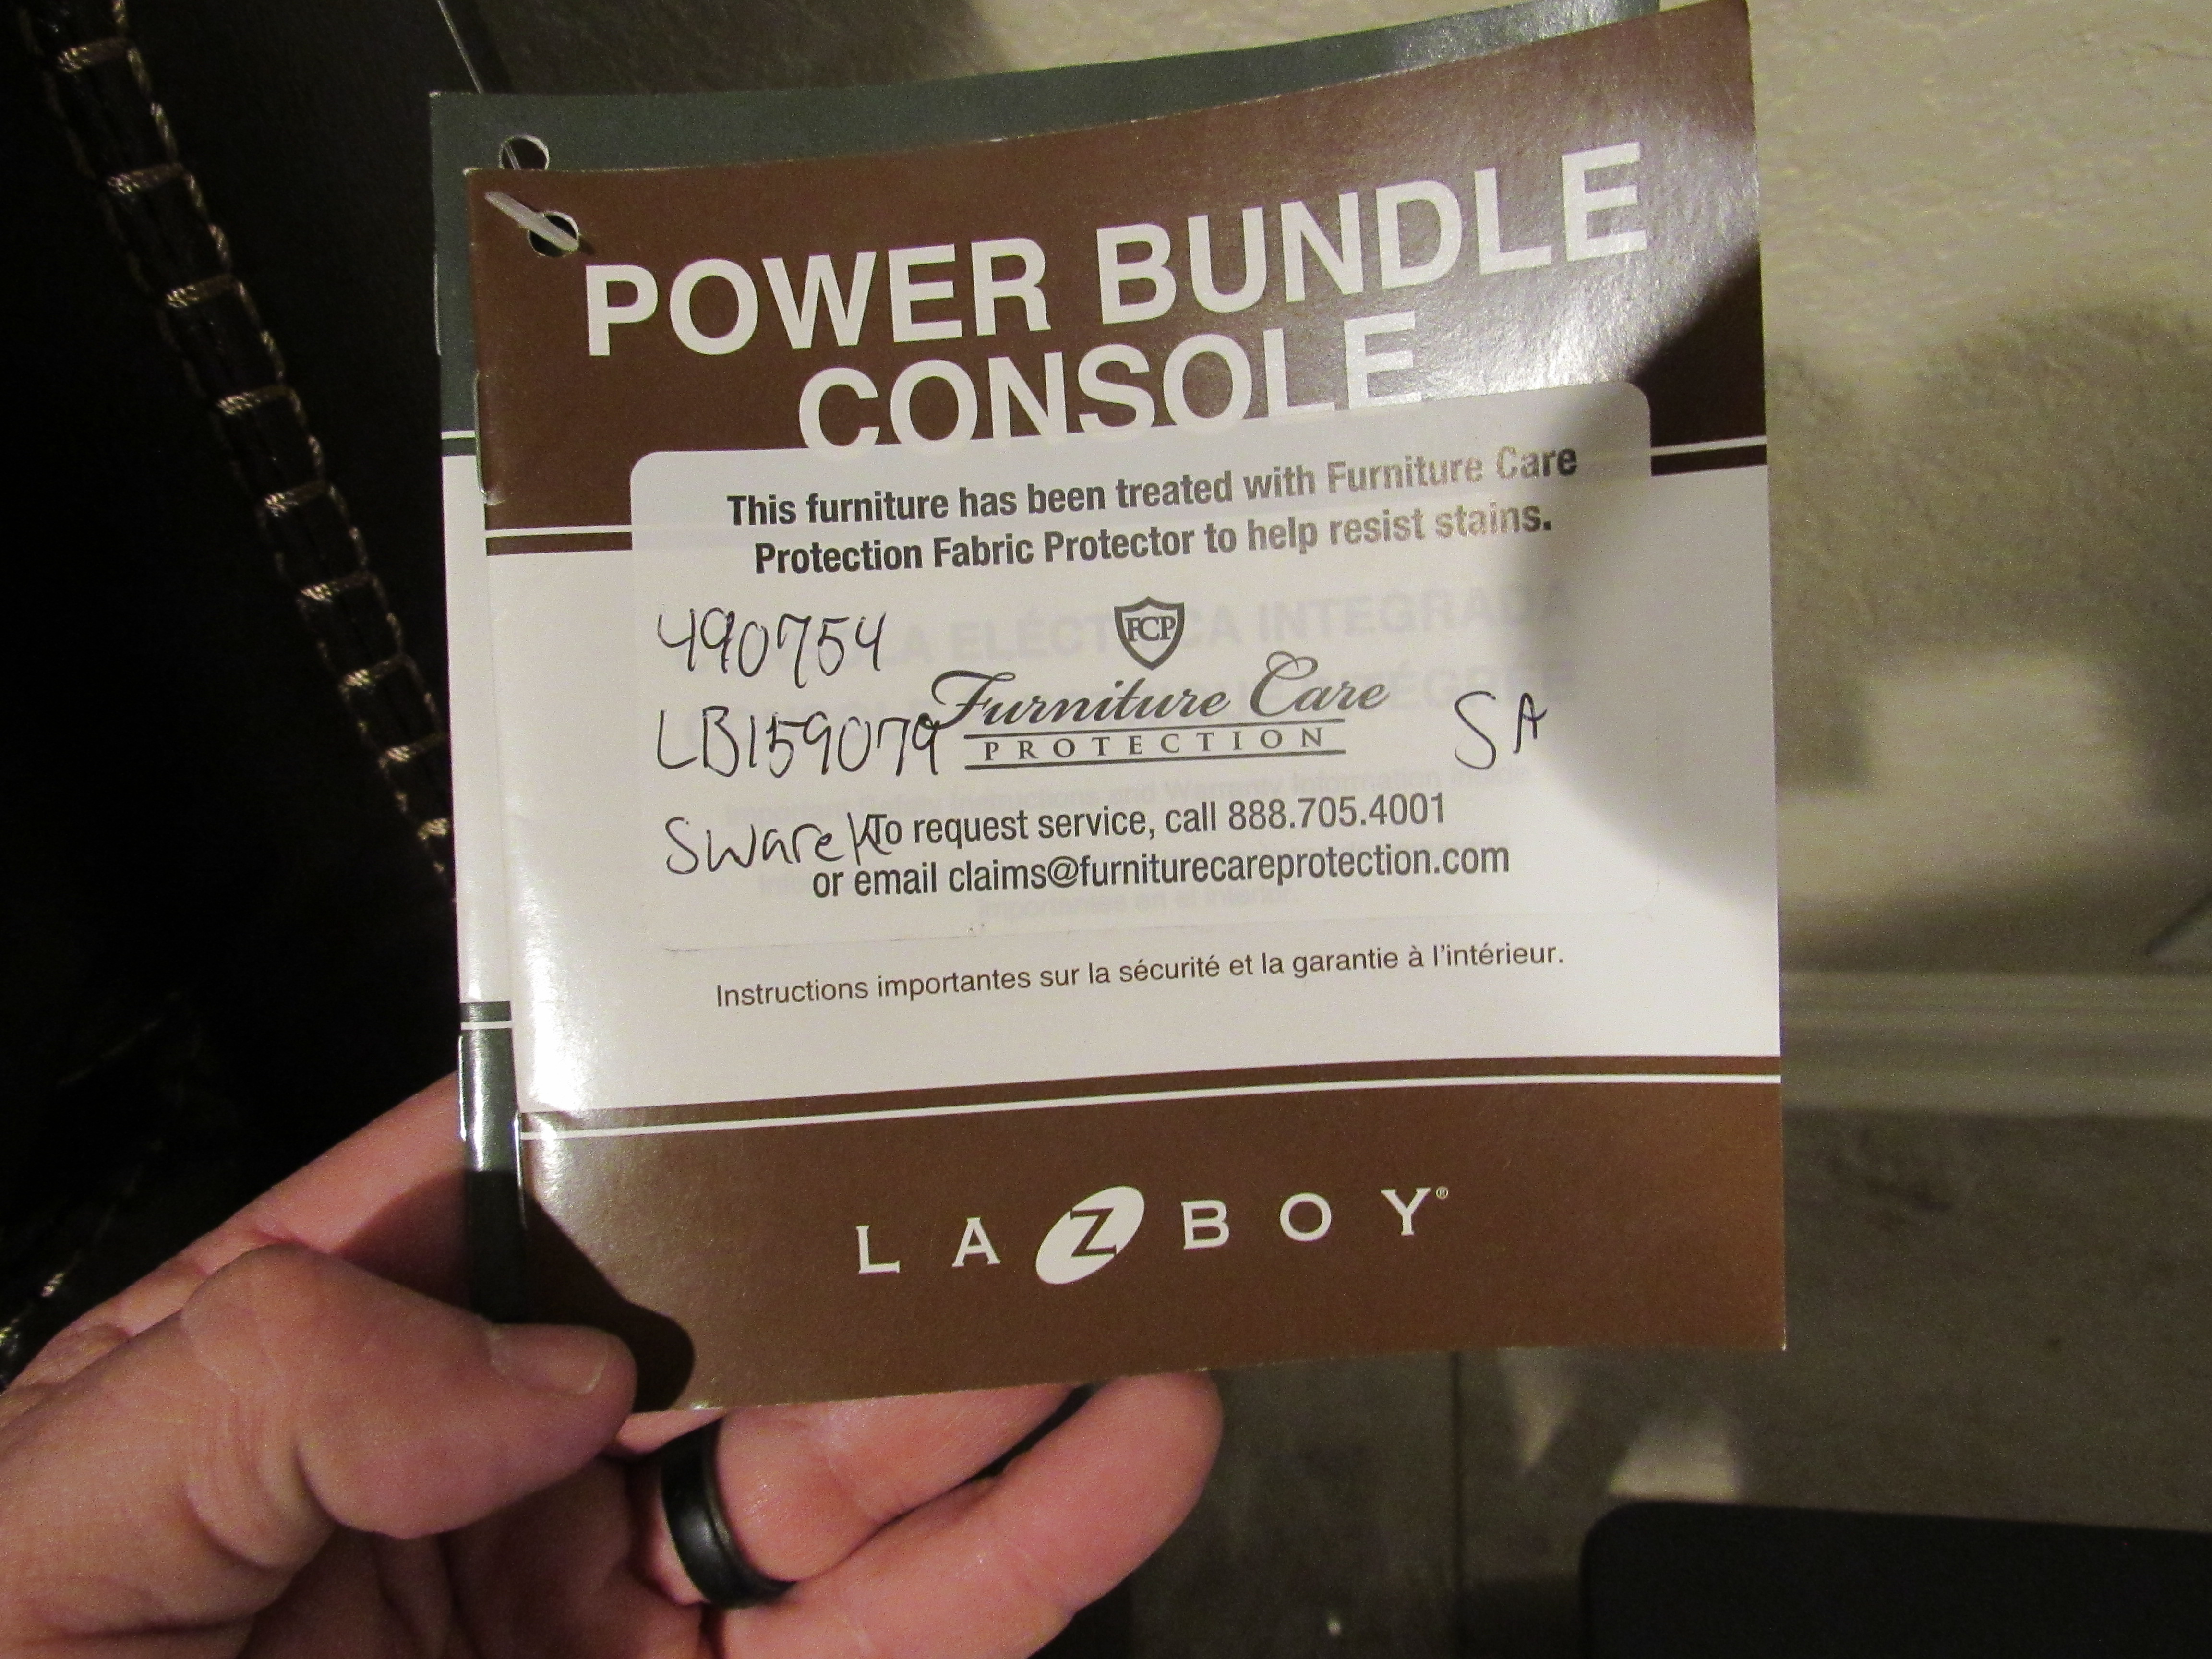 POWER BUNDLE
CONSOLE
This furniture has been treated with Furniture Care
Protection Fabric Protector to help resist stains.
490754
FCP
LB159079
Furniture Care
SA
PROTECTION
Swarek
To request service, call 888.705.4001
or email claims@furniturecareprotection.com
Instructions importantes sur la sécurité et la garantie à l'intérieur.
LAZBOY®